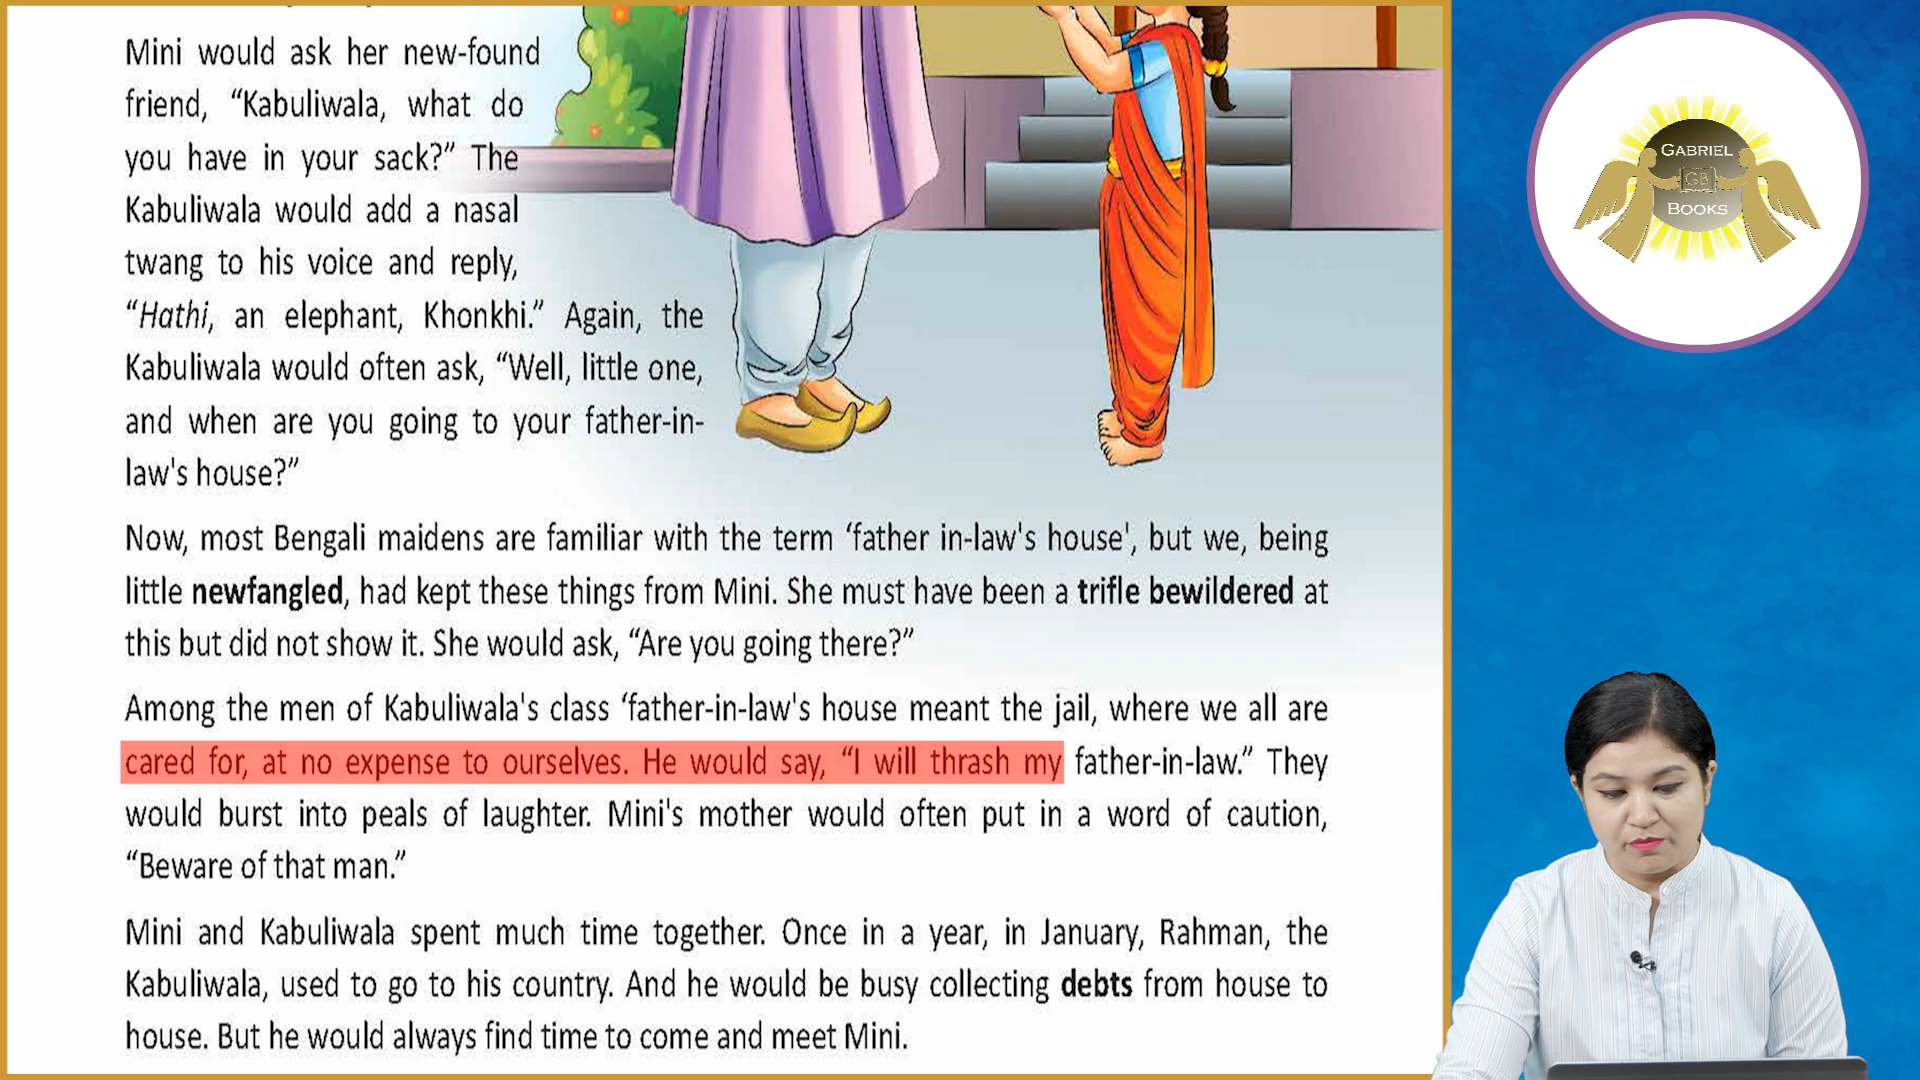 Mini would ask her new-found
friend, “Kabuliwala, what do
you have in your sack?” The
Kabuliwala would add a nasal
twang to his voice and reply,
“Hathi, an elephant, Khonkhi.” Again, the
Kabuliwala would often ask, “Well, little one,
and when are you going to your father-in-
law's house?”
Now, most Bengali maidens are familiar with the term ‘father in-law's house', but we, being
little newfangled, had kept these things from Mini. She must have been a trifle bewildered at
this but did not show it. She would ask, “Are you going there?”
Among the men of Kabuliwala's class ‘father-in-law's house meant the jail, where we all are
cared for, at no expense to ourselves. He would say, “I will thrash my father-in-law.” They
would burst into peals of laughter. Mini's mother would often put in a word of caution,
“Beware of that man.”
Mini and Kabuliwala spent much time together. Once in a year, in January, Rahman, the
Kabuliwala, used to go to his country. And he would be busy collecting debts from house to
house. But he would always find time to come and meet Mini.
GABRIEL
GB
BOOKS